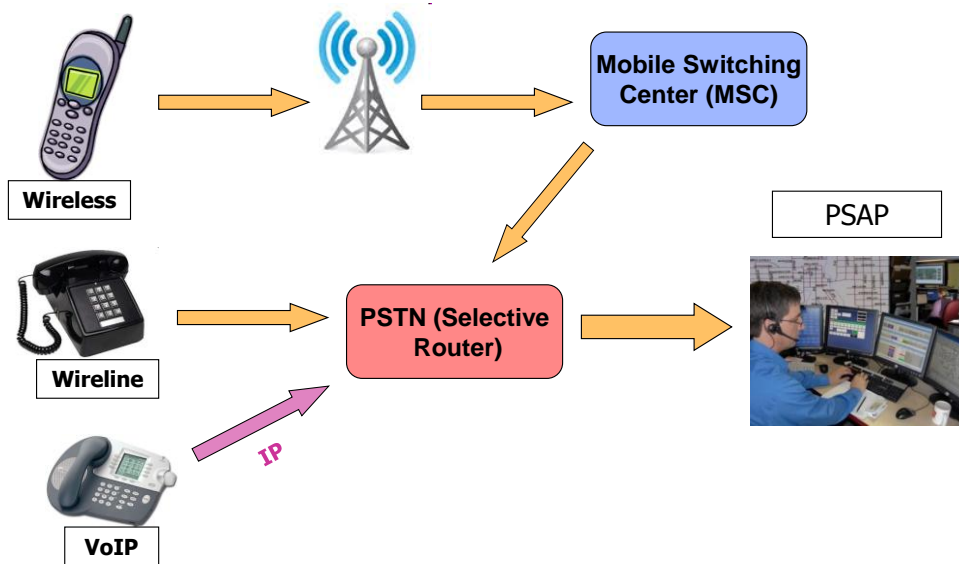 Wireless
Mobile Switching
Center (MSC)
PSAP
Wireline
PSTN (Selective
Router)
IP
VoIP